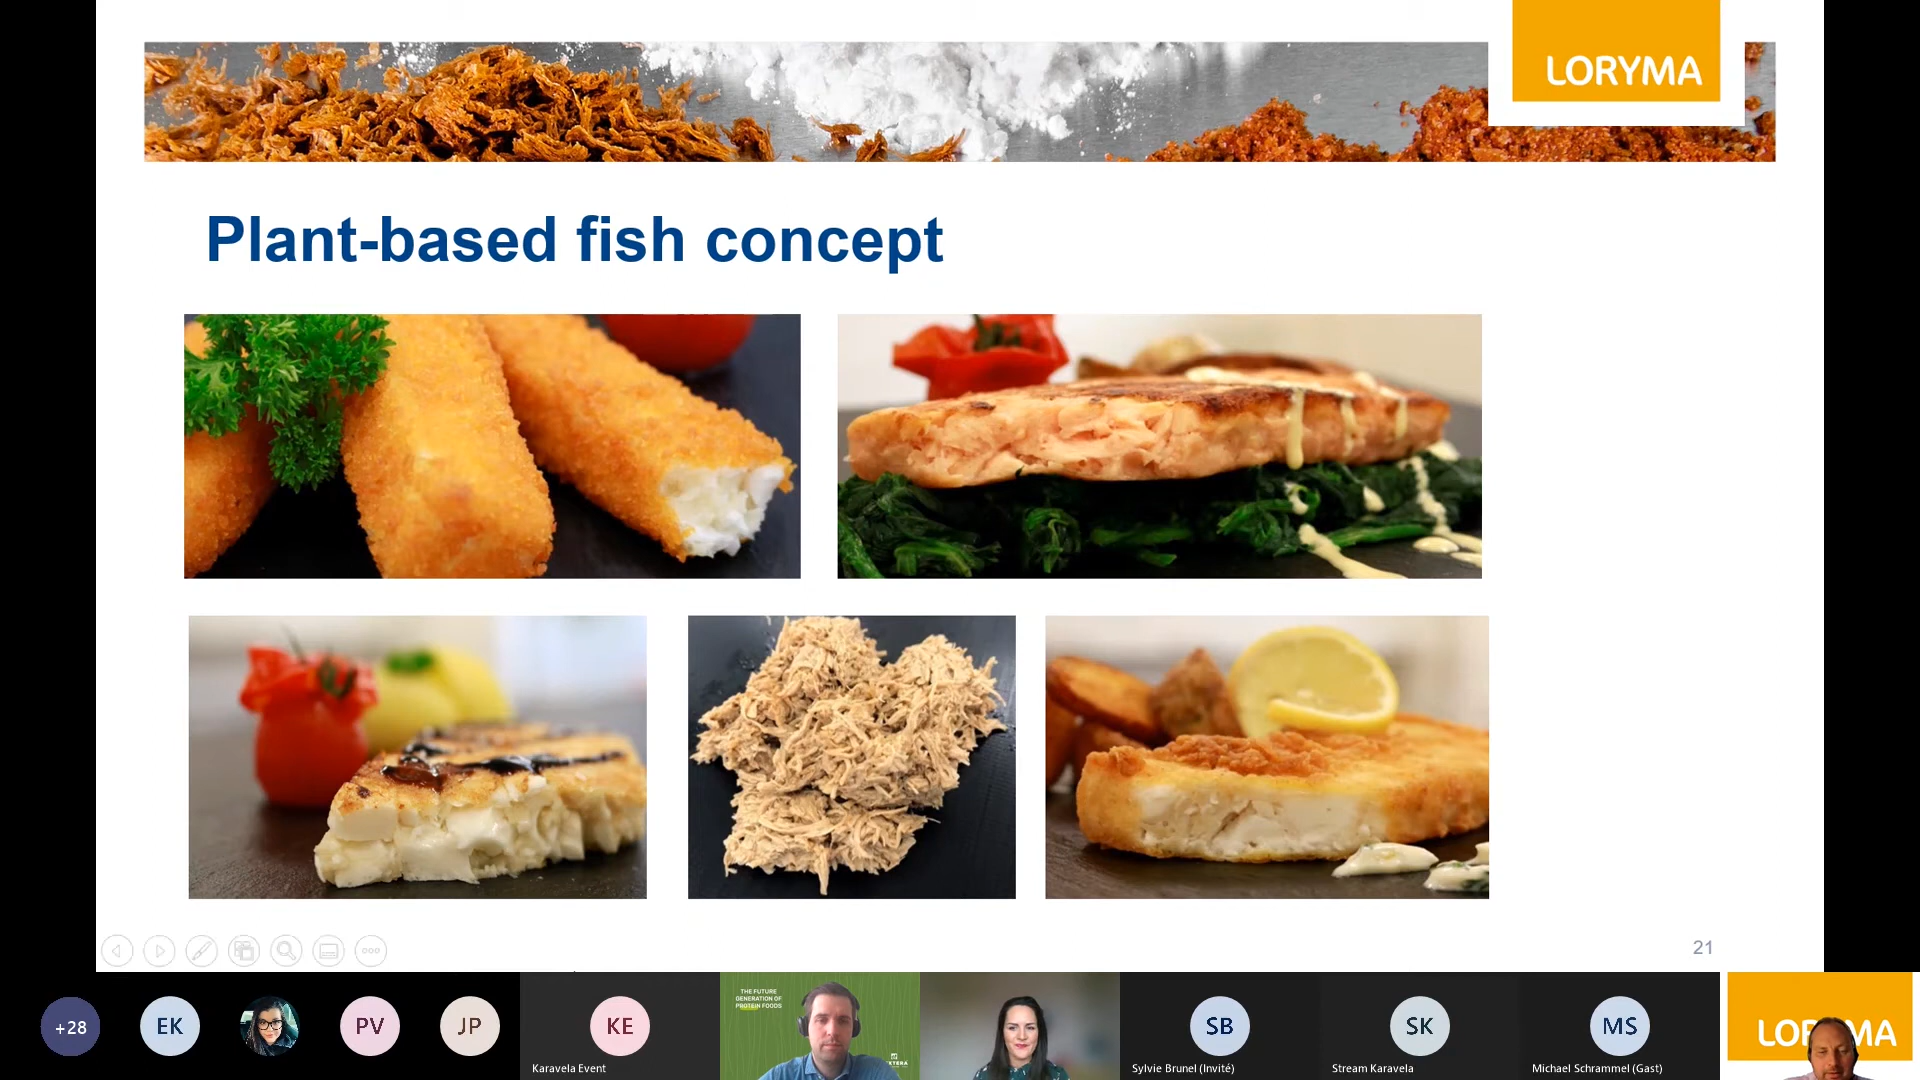 LORYMA
Plant-based fish concept
21
+28
EK
PV
JP
KE
Karavela Event
THE FUTURE
GENERATION OF
PROTEIN FOODS
SB
Sylvie Brunel (Invité)
SK
Stream Karavela
MS
Michael Schrammel (Gast)